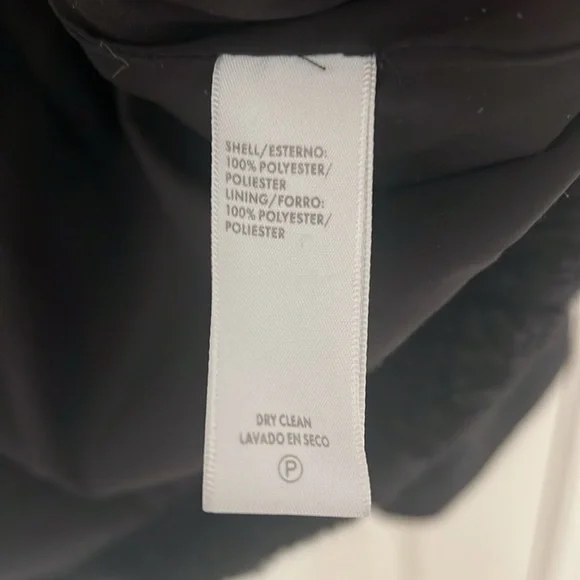 SHELL/ESTERNO:
100% POLYESTER/
POLIESTER
LINING/FORRO:
100% POLYESTER/
POLIESTER
DRY CLEAN
LAVADO EN SECO
P